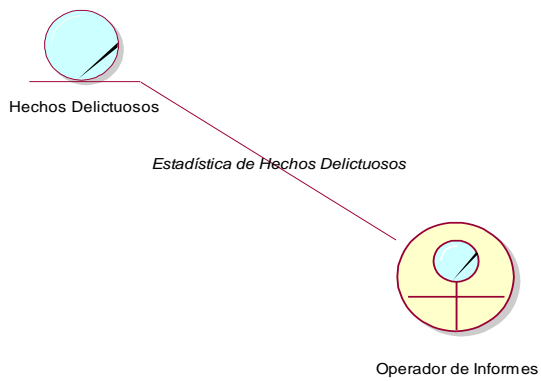 Hechos Delictuosos
Estadística de Hechos Delictuosos
Operador de Informes